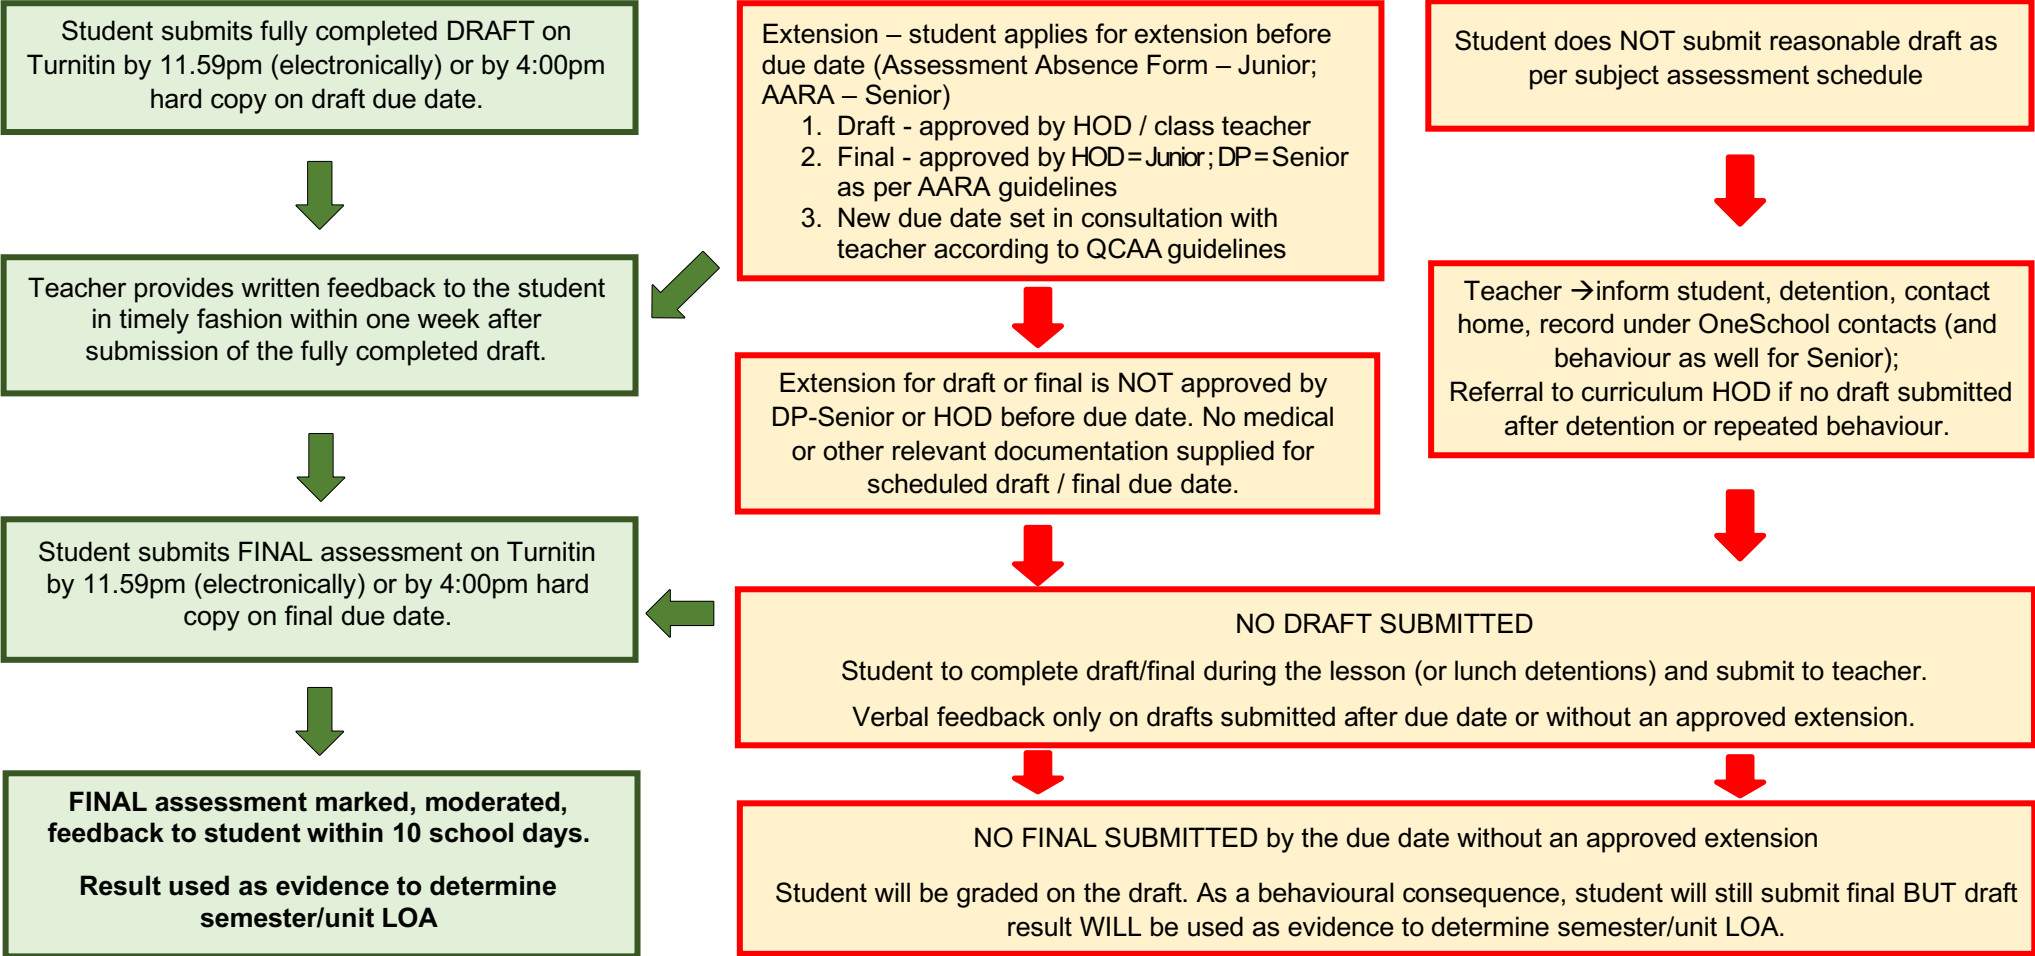 Student submits fully completed DRAFT on
Turnitin by 11.59pm (electronically) or by 4:00pm
hard copy on draft due date.
Teacher provides written feedback to the student
in timely fashion within one week after
submission of the fully completed draft.
Student submits FINAL assessment on Turnitin
by 11.59pm (electronically) or by 4:00pm hard
copy on final due date.
FINAL assessment marked, moderated,
feedback to student within 10 school days.
Result used as evidence to determine
semester/unit LOA
Extension – student applies for extension before
due date (Assessment Absence Form – Junior;
AARA – Senior)
1. Draft - approved by HOD / class teacher
2. Final - approved by HOD=Junior; DP=Senior
as per AARA guidelines
3. New due date set in consultation with
teacher according to QCAA guidelines
Extension for draft or final is NOT approved by
DP-Senior or HOD before due date. No medical
or other relevant documentation supplied for
scheduled draft / final due date.
Student does NOT submit reasonable draft as
per subject assessment schedule
Teacher →inform student, detention, contact
home, record under OneSchool contacts (and
behaviour as well for Senior);
Referral to curriculum HOD if no draft submitted
after detention or repeated behaviour.
NO DRAFT SUBMITTED
Student to complete draft/final during the lesson (or lunch detentions) and submit to teacher.
Verbal feedback only on drafts submitted after due date or without an approved extension.
NO FINAL SUBMITTED by the due date without an approved extension
Student will be graded on the draft. As a behavioural consequence, student will still submit final BUT draft
result WILL be used as evidence to determine semester/unit LOA.